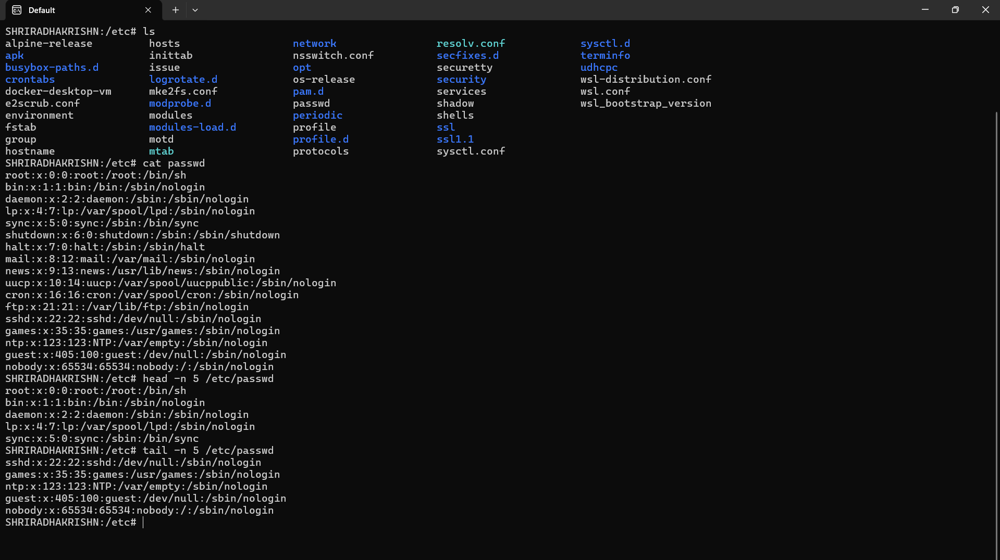 Default
SHRIRADHAKRISHN:/etc# ls
alpine-release hosts network resolv.conf sysctl.d
apk inittab nsswitch.conf secfixes.d terminfo
busybox-paths.d issue opt securetty udhcpc
crontabs logrotate.d os-release security wsl-distribution.conf
docker-desktop-vm mke2fs.conf pam.d services wsl.conf
e2scrub.conf modprobe.d passwd shadow wsl_bootstrap_version
environment modules periodic shells
fstab modules-load.d profile ssl
group motd profile.d ssl1.1
hostname mtab protocols sysctl.conf
SHRIRADHAKRISHN:/etc# cat passwd
root:x:0:0:root:/root:/bin/sh
bin:x:1:1:bin:/bin:/sbin/nologin
daemon:x:2:2:daemon:/sbin:/sbin/nologin
lp:x:4:7:lp:/var/spool/lpd:/sbin/nologin
sync:x:5:0:sync:/sbin:/bin/sync
shutdown:x:6:0:shutdown:/sbin:/sbin/shutdown
halt:x:7:0:halt:/sbin:/sbin/halt
mail:x:8:12:mail:/var/mail:/sbin/nologin
news:x:9:13:news:/usr/lib/news:/sbin/nologin
uucp:x:10:14:uucp:/var/spool/uucppublic:/sbin/nologin
cron:x:16:16:cron:/var/spool/cron:/sbin/nologin
ftp:x:21:21::/var/lib/ftp:/sbin/nologin
sshd:x:22:22:sshd:/dev/null:/sbin/nologin
games:x:35:35:games:/usr/games:/sbin/nologin
ntp:x:123:123:NTP:/var/empty:/sbin/nologin
guest:x:405:100:guest:/dev/null:/sbin/nologin
nobody:x:65534:65534:nobody:/:/sbin/nologin
SHRIRADHAKRISHN:/etc# head -n 5 /etc/passwd
root:x:0:0:root:/root:/bin/sh
bin:x:1:1:bin:/bin:/sbin/nologin
daemon:x:2:2:daemon:/sbin:/sbin/nologin
lp:x:4:7:lp:/var/spool/lpd:/sbin/nologin
sync:x:5:0:sync:/sbin:/bin/sync
SHRIRADHAKRISHN:/etc# tail -n 5 /etc/passwd
sshd:x:22:22:sshd:/dev/null:/sbin/nologin
games:x:35:35:games:/usr/games:/sbin/nologin
ntp:x:123:123:NTP:/var/empty:/sbin/nologin
guest:x:405:100:guest:/dev/null:/sbin/nologin
nobody:x:65534:65534:nobody:/:/sbin/nologin
SHRIRADHAKRISHN:/etc#